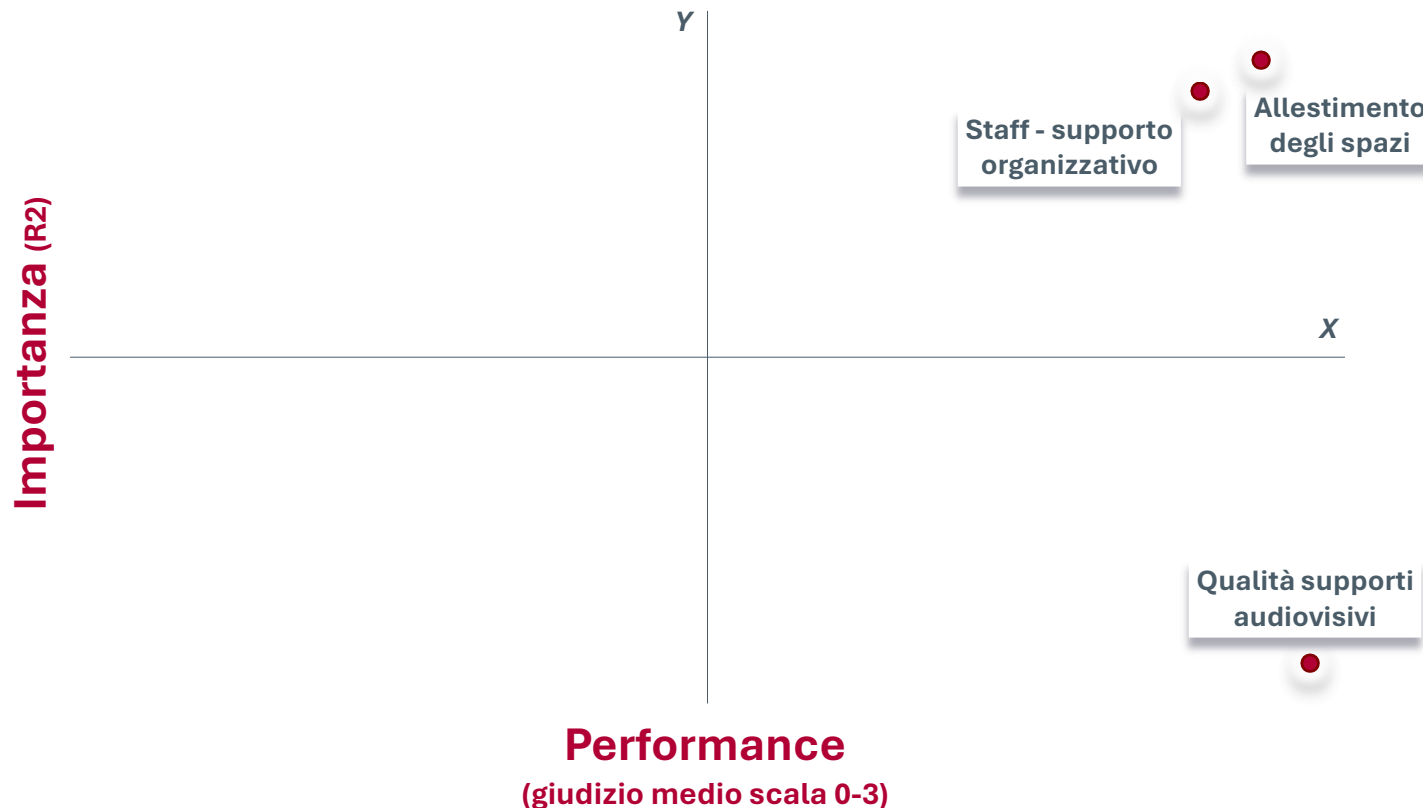 Y
Allestimento
degli spazi
Staff - supporto
organizzativo
Importanza (R2)
X
Qualità supporti
audiovisivi
Performance
(giudizio medio scala 0-3)